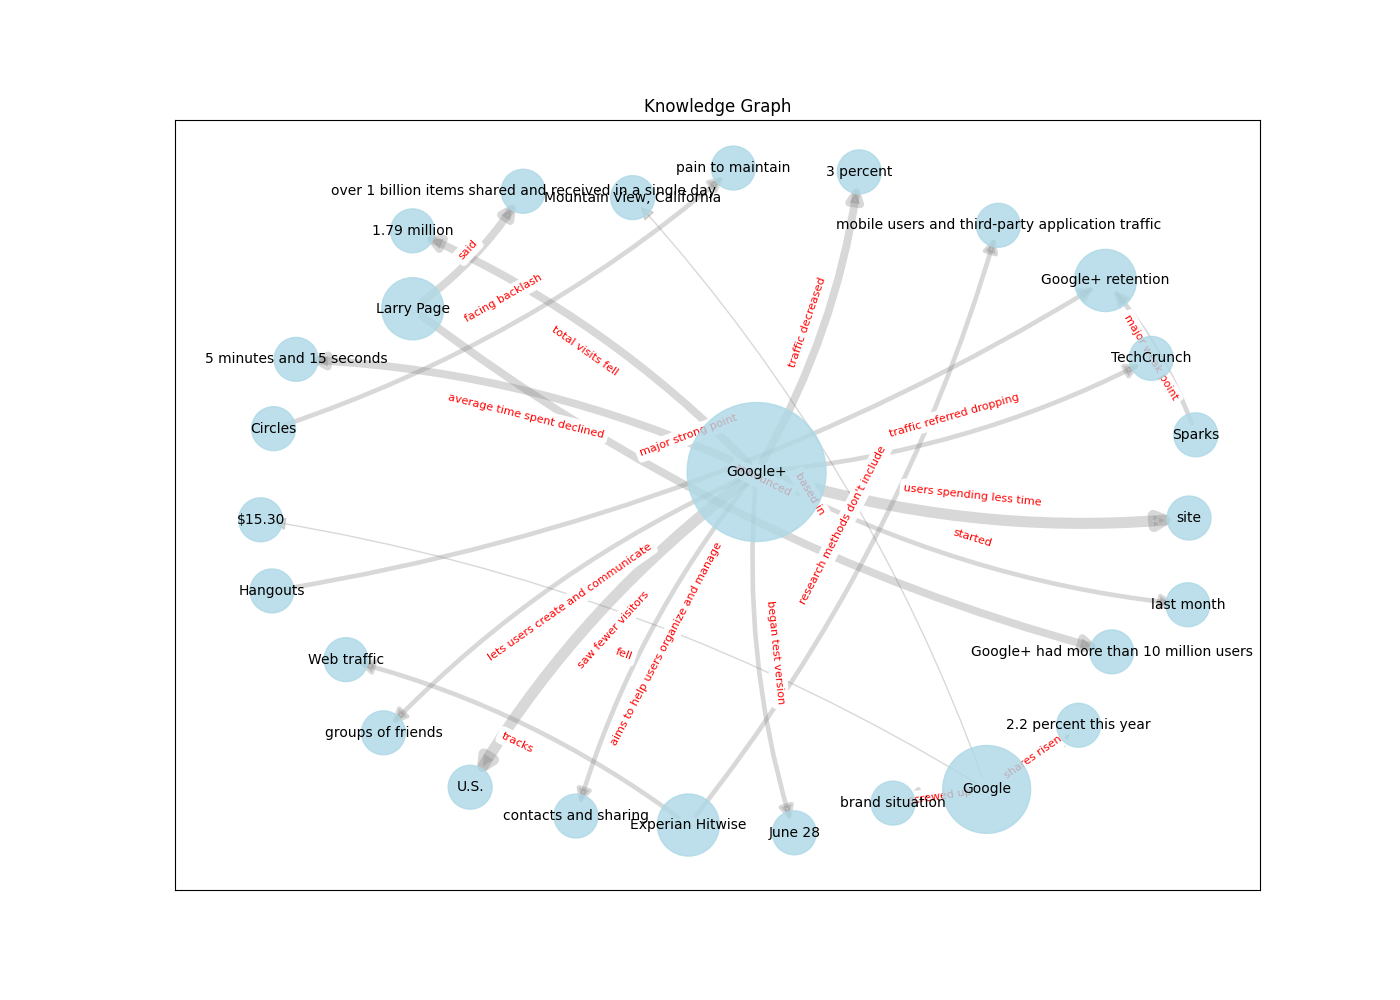 Knowledge Graph
pain to maintain
3 percent
over 1 billion items shared and received in a single day
Mountain View, California
1.79 million
mobile users and third-party application traffic
said
Google+ retention
facing backlash
Larry Page
traffic decreased
total visits fell
major
point
5 minutes and 15 seconds
TechCrunch
average time spent declined
traffic referred dropping
Circles
major strong point
Sparks
Google+
based in
research methods don't include
users spending less time
$15.30
site
started
lets users create and communicate
Hangouts
saw fewer visitors
aims to help users organize and manage
last month
began test version
fell
Web traffic
Google+ had more than 10 million users
groups of friends
tracks
2.2 percent this year
shares risen
U.S.
Google
contacts and sharing
brand situation
Experian Hitwise
June 28